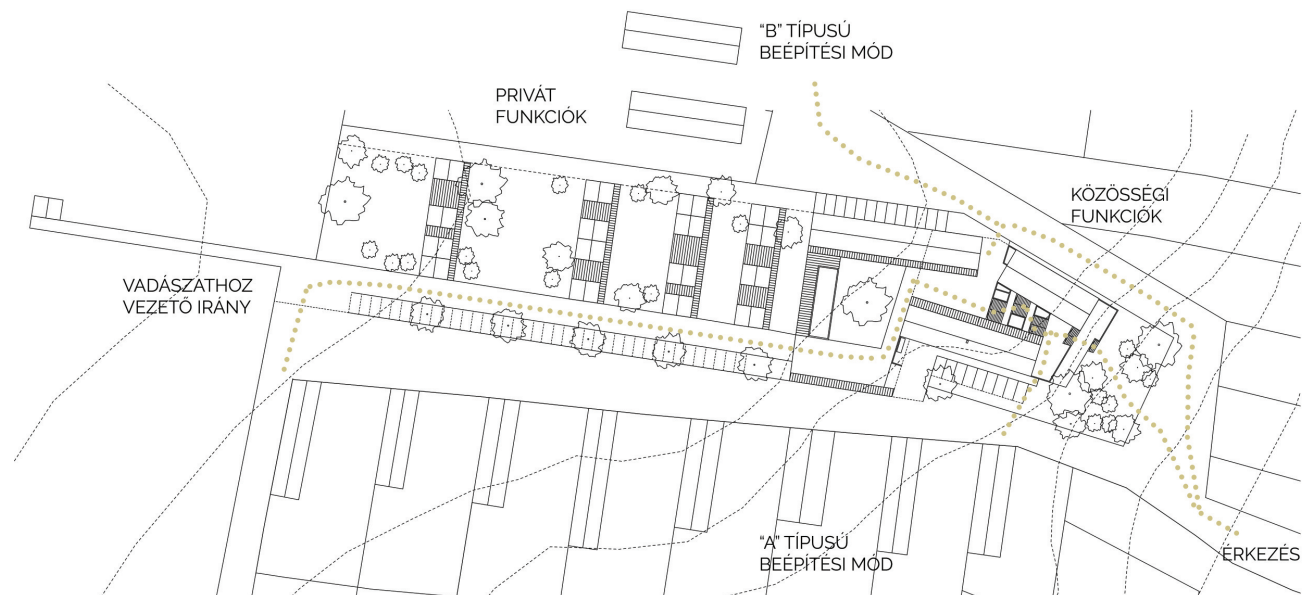 “B” TÍPUSÚ
BEÉPÍTÉSI MÓD
PRIVÁT
FUNKCIÓK
KÖZÖSSÉGI
FUNKCIÓK
VADÁSZATHOZ
VEZETŐ IRÁNY
“A” TÍPUSÚ
BEÉPÍTÉSI MÓD
ÉRKEZÉS